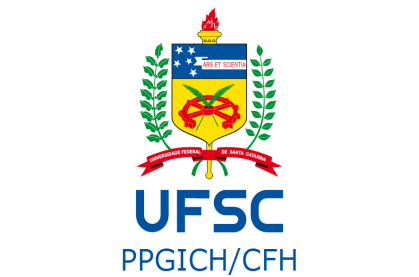 ARS ET SCIENTIA
UNIVERSIDADE FEDERAL DE SANTA CATARINA
UFSC
PPGICH/CFH